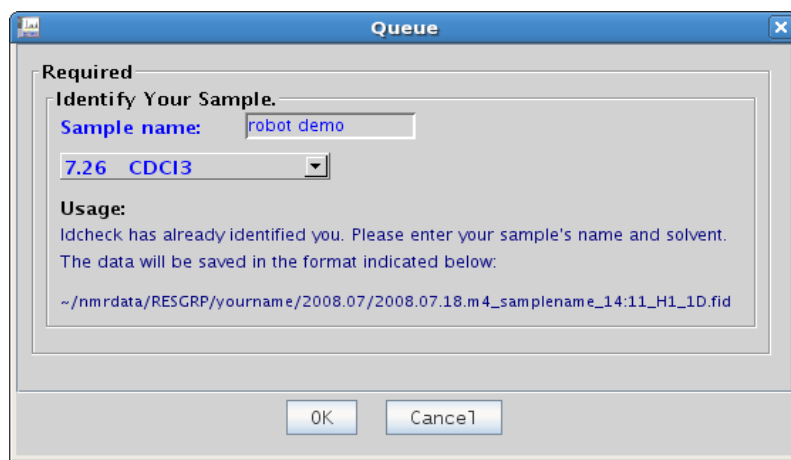 Queue
Required
Identify Your Sample.
Sample name: robot demo
7.26 CDCl3
Usage:
Idcheck has already identified you. Please enter your sample's name and solvent.
The data will be saved in the format indicated below:
~/nmrdata/RESGRP/yourname/2008.07/2008.07.18.m4_samplename_14:11_H1_1D.fid
OK Cancel